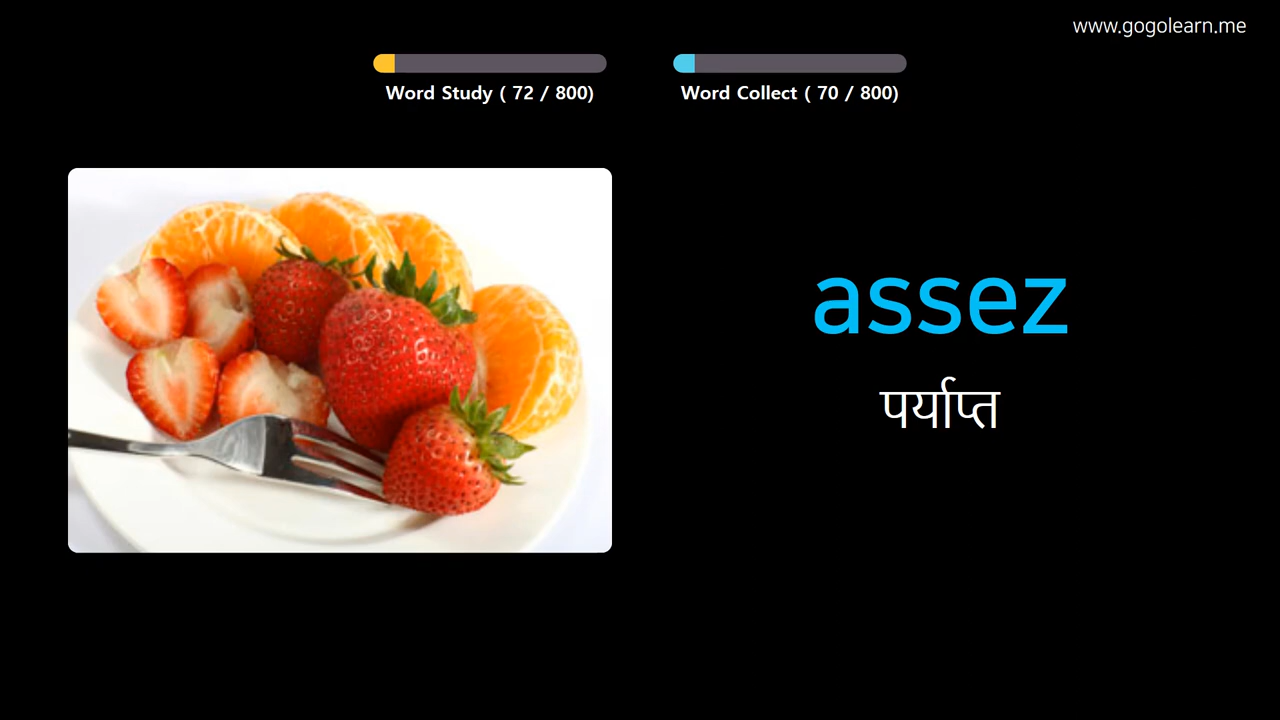 www.gogolearn.me
Word Study ( 72 / 800)
Word Collect ( 70 / 800)
assez
पर्याप्त